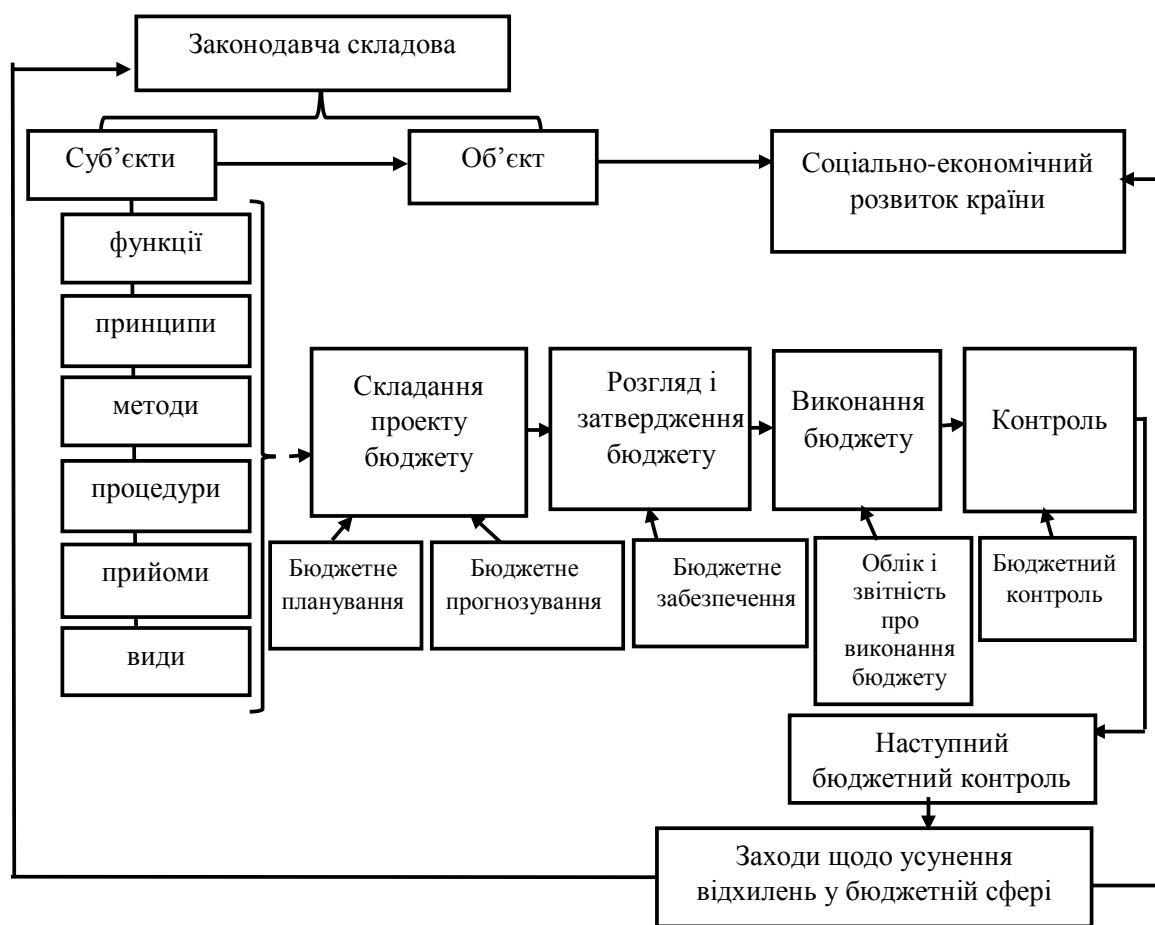 Законодавча складова
Суб’єкти
Об’єкт
Соціально-економічний
розвиток країни
функції
принципи
методи
процедури
прийоми
види
Складання
проекту
бюджету
Розгляд і
затвердження
бюджету
Виконання
бюджету
Контроль
Бюджетне
планування
Бюджетне
прогнозування
Бюджетне
забезпечення
Облік і
звітність
про
виконання
бюджету
Бюджетний
контроль
Наступний
бюджетний контроль
Заходи щодо усунення
відхилень у бюджетній сфері